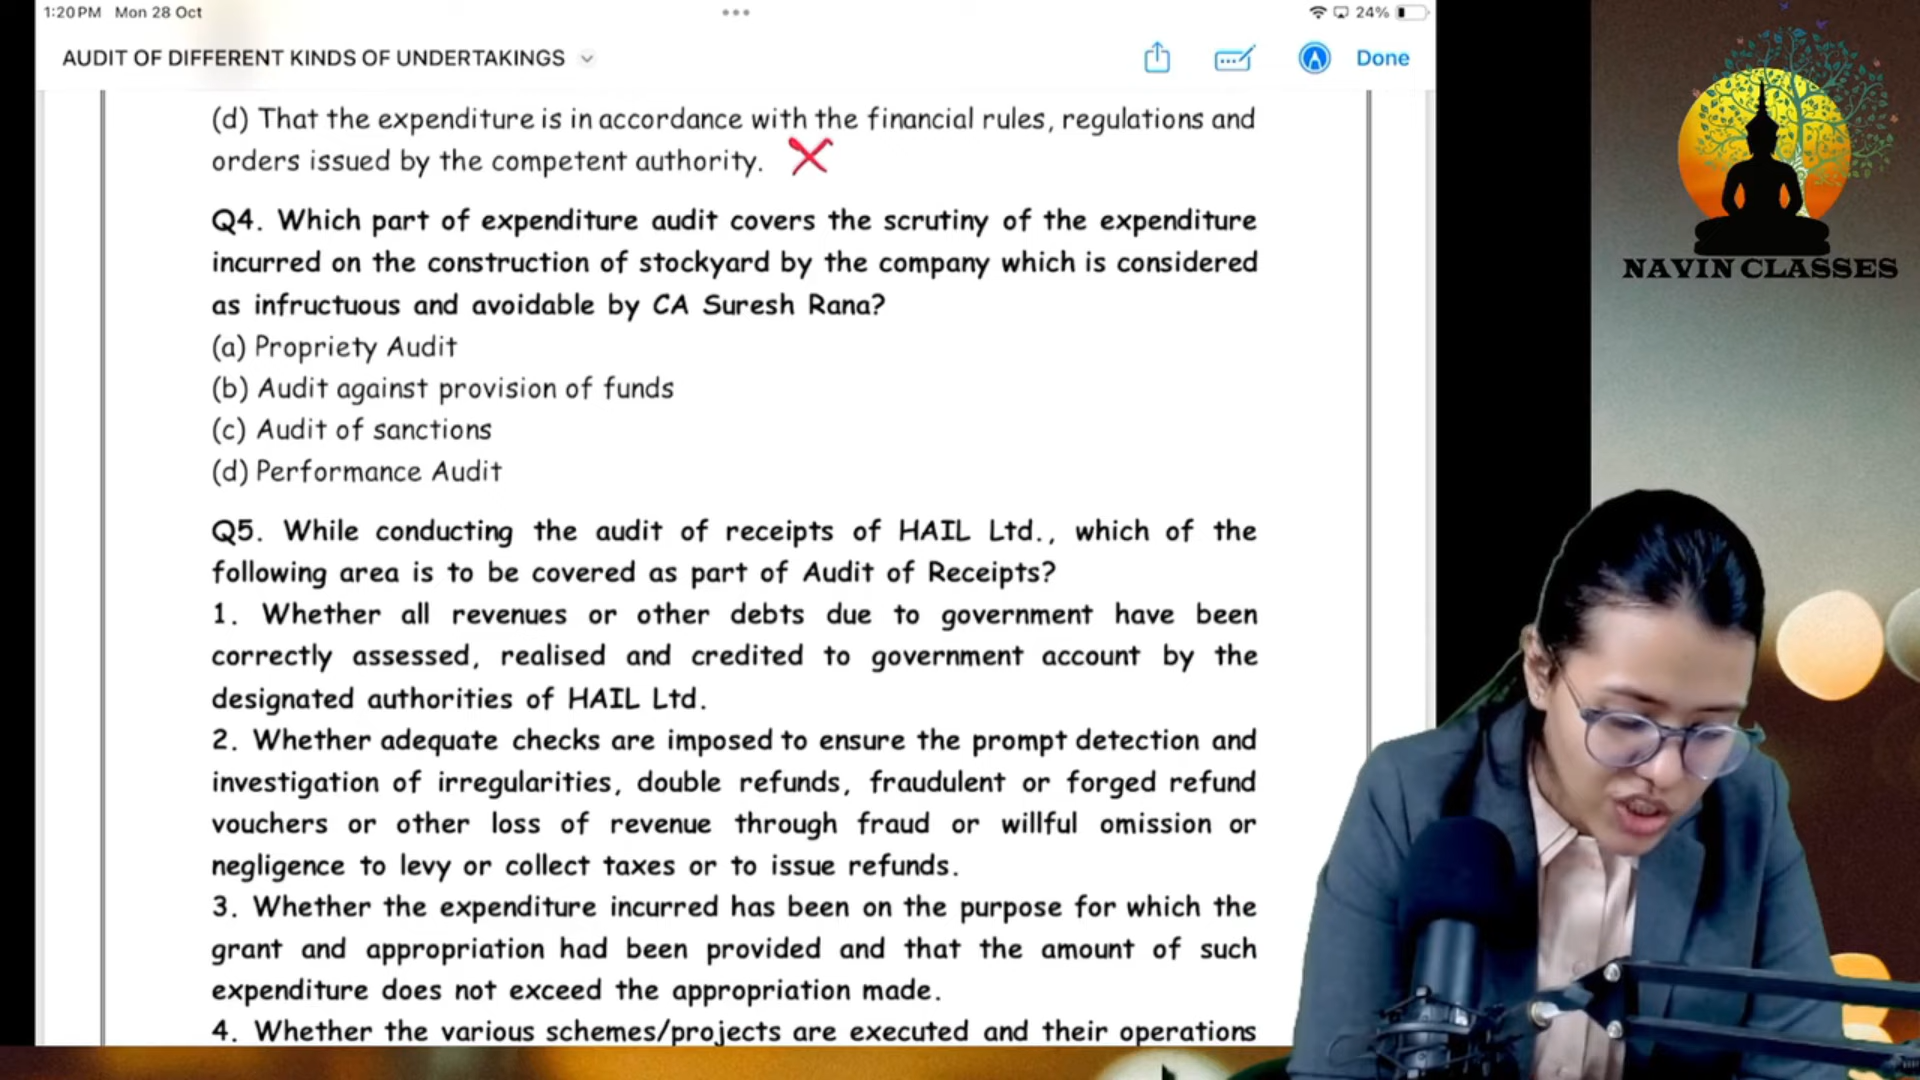 1:20 PM Mon 28 Oct
24%
AUDIT OF DIFFERENT KINDS OF UNDERTAKINGS
Done
(d) That the expenditure is in accordance with the financial rules, regulations and
orders issued by the competent authority.
Q4. Which part of expenditure audit covers the scrutiny of the expenditure
incurred on the construction of stockyard by the company which is considered
as infructuous and avoidable by CA Suresh Rana?
(a) Propriety Audit
(b) Audit against provision of funds
(c) Audit of sanctions
(d) Performance Audit
Q5. While conducting the audit of receipts of HAIL Ltd., which of the
following area is to be covered as part of Audit of Receipts?
1. Whether all revenues or other debts due to government have been
correctly assessed, realised and credited to government account by the
designated authorities of HAIL Ltd.
2. Whether adequate checks are imposed to ensure the prompt detection and
investigation of irregularities, double refunds, fraudulent or forged refund
vouchers or other loss of revenue through fraud or willful omission or
negligence to levy or collect taxes or to issue refunds.
3. Whether the expenditure incurred has been on the purpose for which the
grant and appropriation had been provided and that the amount of such
expenditure does not exceed the appropriation made.
4. Whether the various schemes/projects are executed and their operations
NAVIN CLASSES